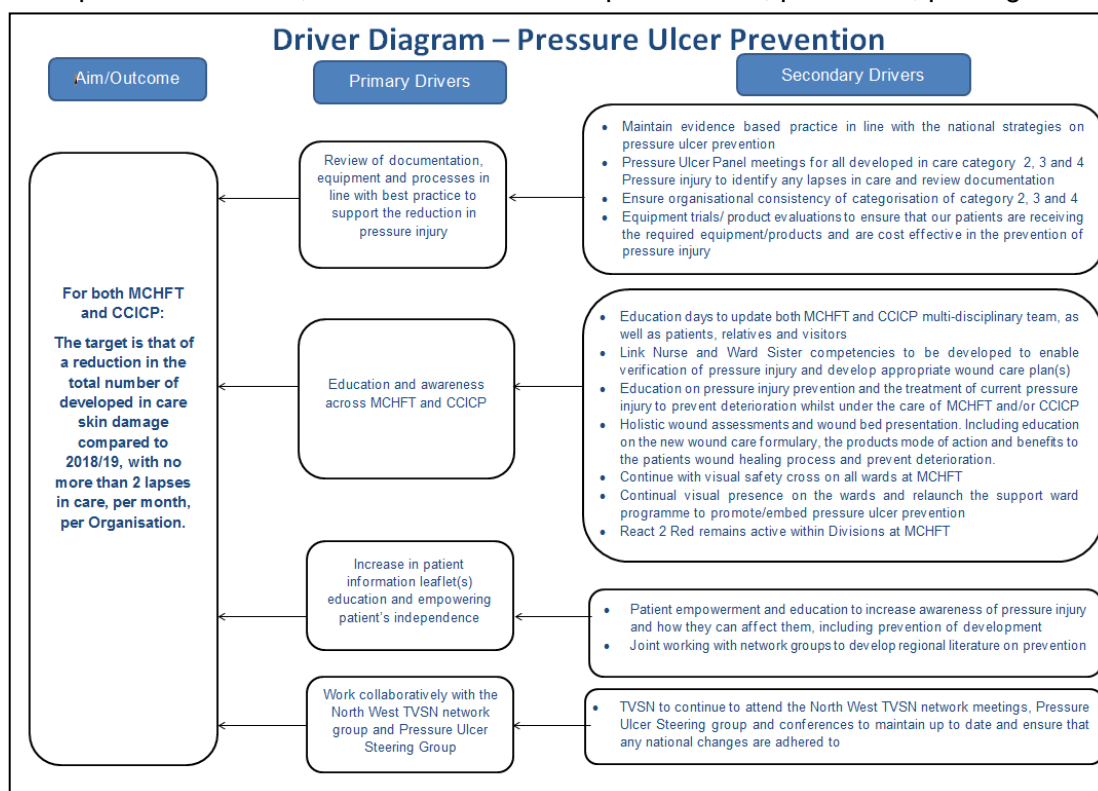 Driver Diagram – Pressure Ulcer Prevention
Aim/Outcome
Primary Drivers
Secondary Drivers
For both MCHFT
and CCICP:
The target is that of
a reduction in the
total number of
developed in care
skin damage
compared to
2018/19, with no
more than 2 lapses
in care, per month,
per Organisation.
Review of documentation,
equipment and processes in
line with best practice to
support the reduction in
pressure injury
• Maintain evidence based practice in line with the national strategies on
pressure ulcer prevention
• Pressure Ulcer Panel meetings for all developed in care category 2, 3 and 4
Pressure injury to identify any lapses in care and review documentation
• Ensure organisational consistency of categorisation of category 2, 3 and 4
• Equipment trials/ product evaluations to ensure that our patients are receiving
the required equipment/products and are cost effective in the prevention of
pressure injury
Education and awareness
across MCHFT and CCICP
• Education days to update both MCHFT and CCICP multi-disciplinary team, as
well as patients, relatives and visitors
• Link Nurse and Ward Sister competencies to be developed to enable
verification of pressure injury and develop appropriate wound care plan(s)
• Education on pressure injury prevention and the treatment of current pressure
injury to prevent deterioration whilst under the care of MCHFT and/or CCICP
• Holistic wound assessments and wound bed presentation. Including education
on the new wound care formulary, the products mode of action and benefits to
the patients wound healing process and prevent deterioration.
• Continue with visual safety cross on all wards at MCHFT
• Continual visual presence on the wards and relaunch the support ward
programme to promote/embed pressure ulcer prevention
• React 2 Red remains active within Divisions at MCHFT
Increase in patient
information leaflet(s)
education and empowering
patient's independence
• Patient empowerment and education to increase awareness of pressure injury
and how they can affect them, including prevention of development
• Joint working with network groups to develop regional literature on prevention
Work collaboratively with the
North West TVSN network
group and Pressure Ulcer
Steering Group
• TVSN to continue to attend the North West TVSN network meetings, Pressure
Ulcer Steering group and conferences to maintain up to date and ensure that
any national changes are adhered to